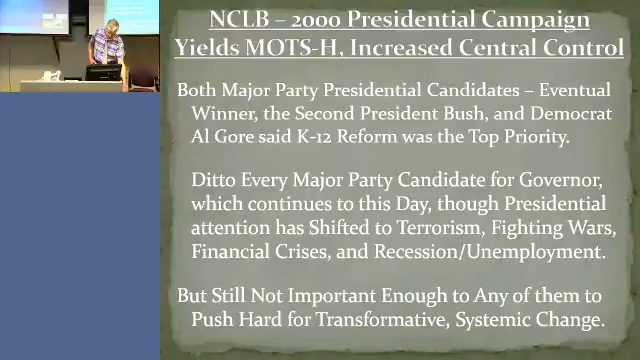 NCLB – 2000 Presidential Campaign
Yields MOTS-H, Increased Central Control
Both Major Party Presidential Candidates – Eventual
Winner, the Second President Bush, and Democrat
Al Gore said K-12 Reform was the Top Priority.
Ditto Every Major Party Candidate for Governor,
which continues to this Day, though Presidential
attention has Shifted to Terrorism, Fighting Wars,
Financial Crises, and Recession/Unemployment.
But Still Not Important Enough to Any of them to
Push Hard for Transformative, Systemic Change.